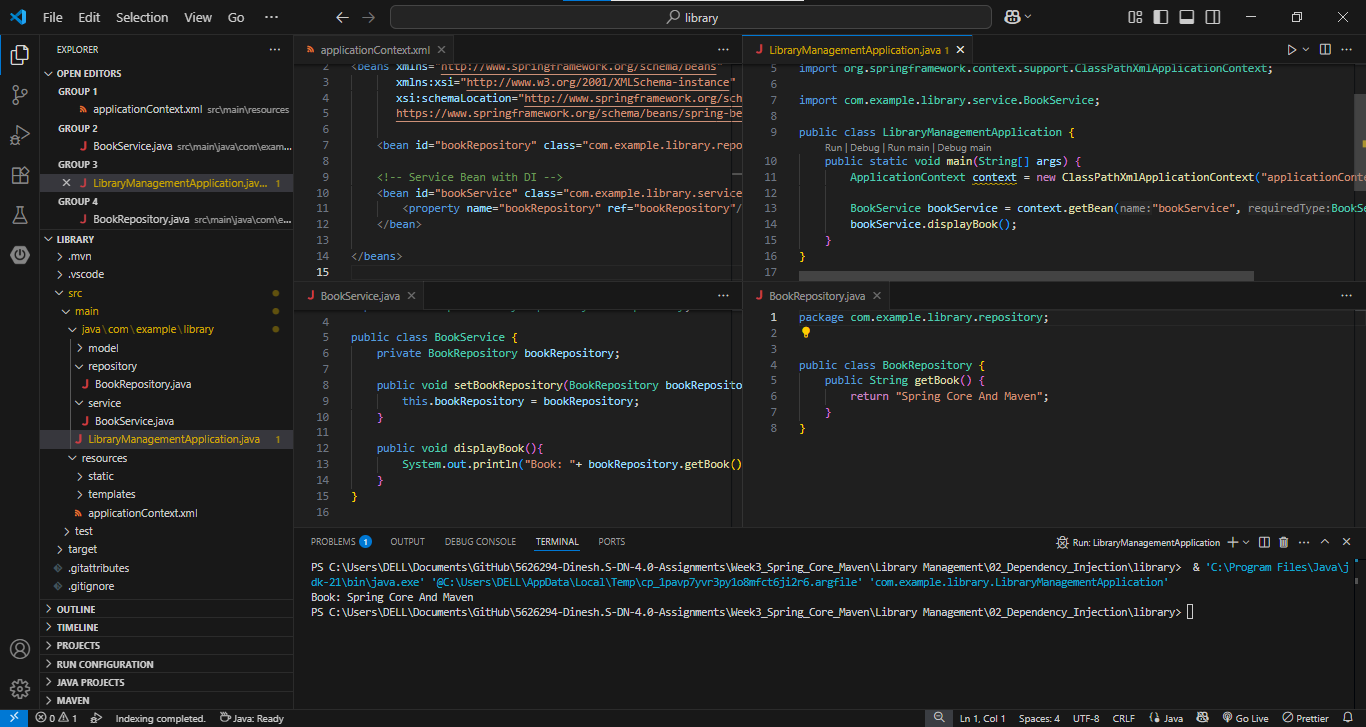 File Edit Selection View Go ··· library
EXPLORER ···
OPEN EDITORS
GROUP 1
applicationContext.xml src\main\resources
GROUP 2
BookService.java src\main\java\com\exam...
GROUP 3
LibraryManagementApplication.jav... 1
GROUP 4
BookRepository.java src\main\java\com\e...
LIBRARY
.mvn
.vscode
src
main
java\com\example\library
model
repository
BookRepository.java
service
BookService.java
LibraryManagementApplication.java 1
resources
static
templates
applicationContext.xml
test
target
.gitattributes
.gitignore
OUTLINE
TIMELINE
PROJECTS
RUN CONFIGURATION
JAVA PROJECTS
MAVEN
applicationContext.xml
2 <beans xmlns="http://www.springframework.org/schema/beans"
3 xmlns:xsi="http://www.w3.org/2001/XMLSchema-instance"
4 xsi:schemaLocation="http://www.springframework.org/sch
5 https://www.springframework.org/schema/beans/spring-be
6
7 <bean id="bookRepository" class="com.example.library.repo
8
9 <!-- Service Bean with DI -->
10 <bean id="bookService" class="com.example.library.service
11 <property name="bookRepository" ref="bookRepository"/
12 </bean>
13
14 </beans>
15
LibraryManagementApplication.java 1
5 import org.springframework.context.support.ClassPathXmlApplicationContext;
6
7 import com.example.library.service.BookService;
8
9 public class LibraryManagementApplication {
Run | Debug | Run main | Debug main
10 public static void main(String[] args) {
11 ApplicationContext context = new ClassPathXmlApplicationContext("applicationConte
12
13 BookService bookService = context.getBean(name:"bookService", requiredType:BookSe
14 bookService.displayBook();
15 }
16 }
17
BookService.java
4
5 public class BookService {
6 private BookRepository bookRepository;
7
8 public void setBookRepository(BookRepository bookReposito
9 this.bookRepository = bookRepository;
10 }
11
12 public void displayBook(){
13 System.out.println("Book: "+ bookRepository.getBook()
14 }
15 }
16
BookRepository.java
1 package com.example.library.repository;
2
3
4 public class BookRepository {
5 public String getBook() {
6 return "Spring Core And Maven";
7 }
8 }
PROBLEMS 1 OUTPUT DEBUG CONSOLE TERMINAL PORTS Run: LibraryManagementApplication
PS C:\Users\DELL\Documents\GitHub\5626294-Dinesh.S-DN-4.0-Assignments\Week3_Spring_Core_Maven\Library Management\02_Dependency_Injection\library> & 'C:\Program Files\Java\j
dk-21\bin\java.exe' '@C:\Users\DELL\AppData\Local\Temp\cp_1pavp7yvr3py1o8mfct6ji2r6.argfile' 'com.example.library.LibraryManagementApplication'
Book: Spring Core And Maven
PS C:\Users\DELL\Documents\GitHub\5626294-Dinesh.S-DN-4.0-Assignments\Week3_Spring_Core_Maven\Library Management\02_Dependency_Injection\library>
0 1 Indexing completed. Java: Ready Ln 1, Col 1 Spaces: 4 UTF-8 CRLF Java Go Live Prettier